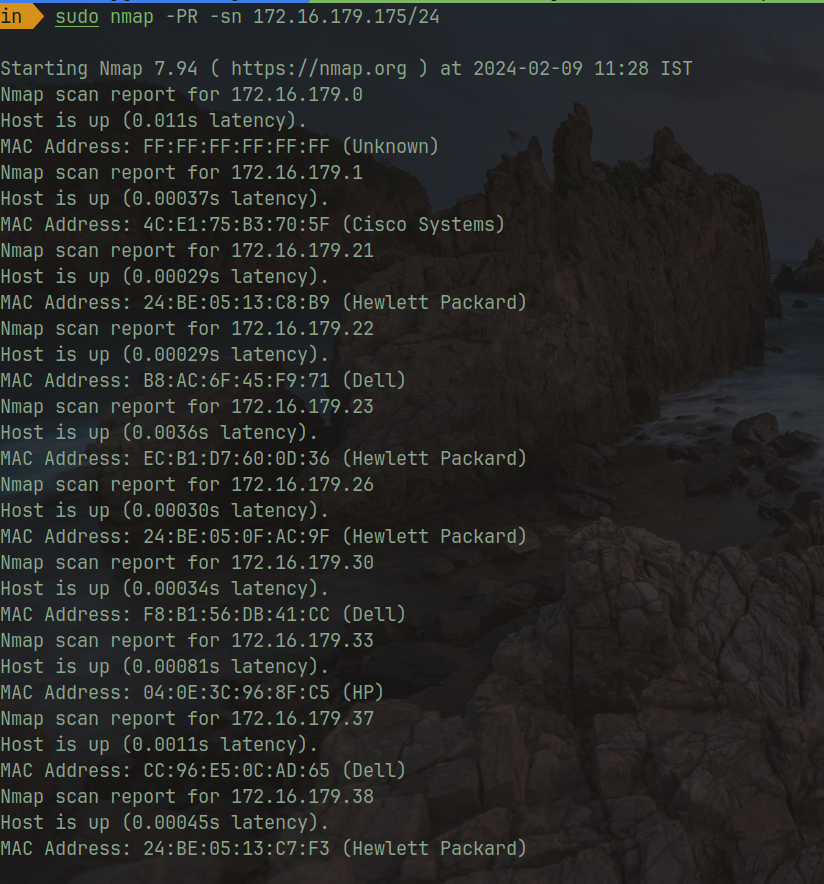 in sudo nmap -PR -sn 172.16.179.175/24
Starting Nmap 7.94 ( https://nmap.org ) at 2024-02-09 11:28 IST
Nmap scan report for 172.16.179.0
Host is up (0.011s latency).
MAC Address: FF:FF:FF:FF:FF:FF (Unknown)
Nmap scan report for 172.16.179.1
Host is up (0.00037s latency).
MAC Address: 4C:E1:75:B3:70:5F (Cisco Systems)
Nmap scan report for 172.16.179.21
Host is up (0.00029s latency).
MAC Address: 24:BE:05:13:C8:B9 (Hewlett Packard)
Nmap scan report for 172.16.179.22
Host is up (0.00029s latency).
MAC Address: B8:AC:6F:45:F9:71 (Dell)
Nmap scan report for 172.16.179.23
Host is up (0.0036s latency).
MAC Address: EC:B1:D7:60:0D:36 (Hewlett Packard)
Nmap scan report for 172.16.179.26
Host is up (0.00030s latency).
MAC Address: 24:BE:05:0F:AC:9F (Hewlett Packard)
Nmap scan report for 172.16.179.30
Host is up (0.00034s latency).
MAC Address: F8:B1:56:DB:41:CC (Dell)
Nmap scan report for 172.16.179.33
Host is up (0.00081s latency).
MAC Address: 04:0E:3C:96:8F:C5 (HP)
Nmap scan report for 172.16.179.37
Host is up (0.0011s latency).
MAC Address: CC:96:E5:0C:AD:65 (Dell)
Nmap scan report for 172.16.179.38
Host is up (0.00045s latency).
MAC Address: 24:BE:05:13:C7:F3 (Hewlett Packard)